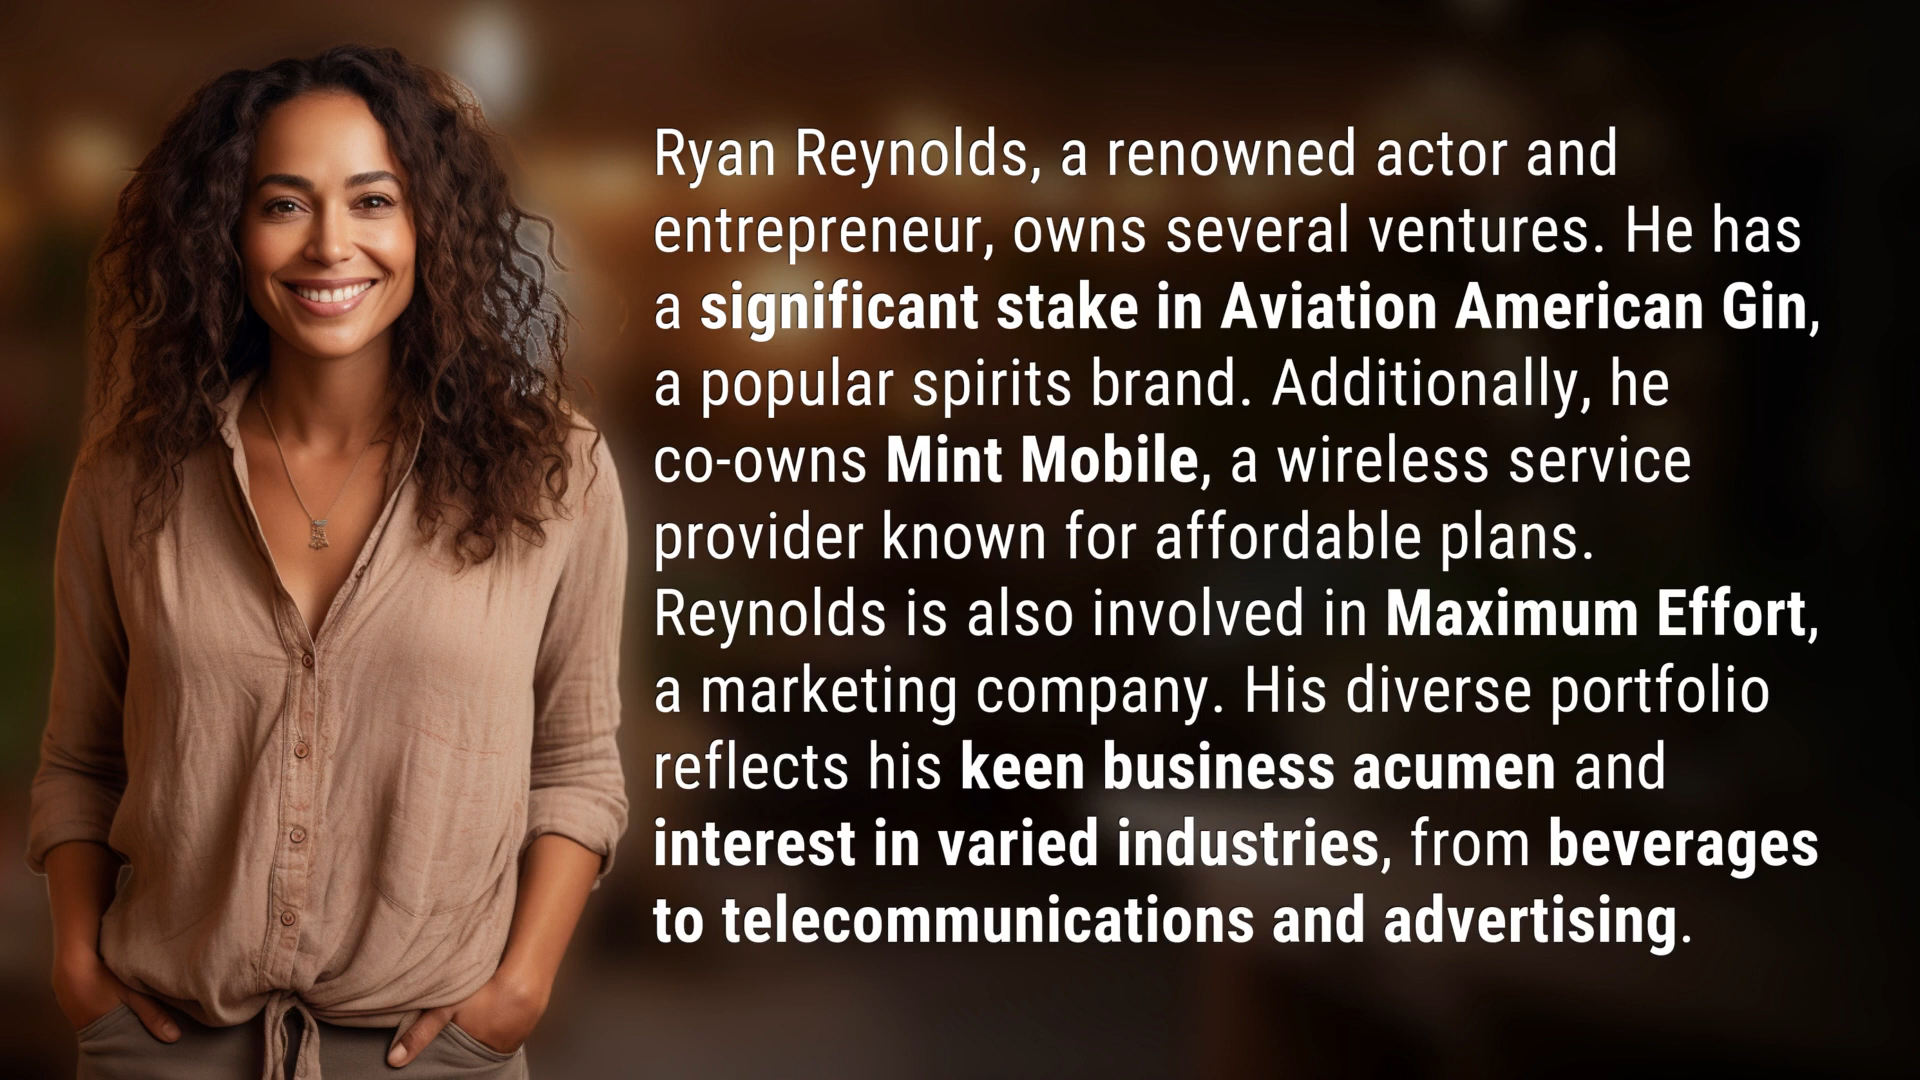 Ryan Reynolds, a renowned actor and
entrepreneur, owns several ventures. He has
a significant stake in Aviation American Gin,
a popular spirits brand. Additionally, he
co-owns Mint Mobile, a wireless service
provider known for affordable plans.
Reynolds is also involved in Maximum Effort,
a marketing company. His diverse portfolio
reflects his keen business acumen and
interest in varied industries, from beverages
to telecommunications and advertising.